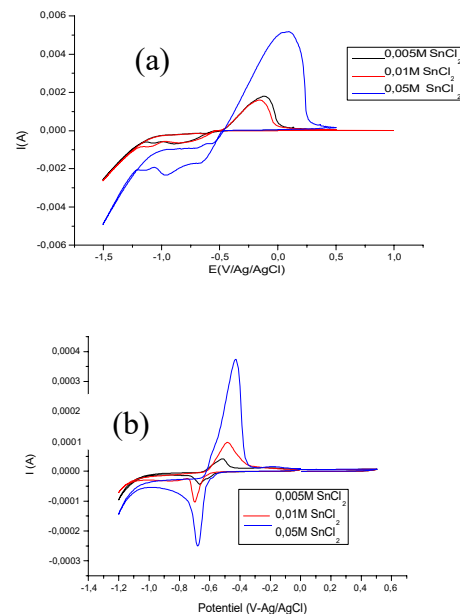 0,006
(a)
0,005M SnCl2
0,01M SnCl2
0,05M SnCl2
0,004
0,002
0,000
-0,002
-0,004
-0,006
I(A)
-1,5 -1,0 -0,5 0,0 0,5 1,0
E(V/Ag/AgCl)
0,0004
(b)
0,0003
0,0002
0,0001
0,0000
-0,0001
-0,0002
-0,0003
I (A)
0,005M SnCl2
0,01M SnCl2
0,05M SnCl2
-1,4 -1,2 -1,0 -0,8 -0,6 -0,4 -0,2 0,0 0,2 0,4 0,6
Potentiel (V-Ag/AgCl)